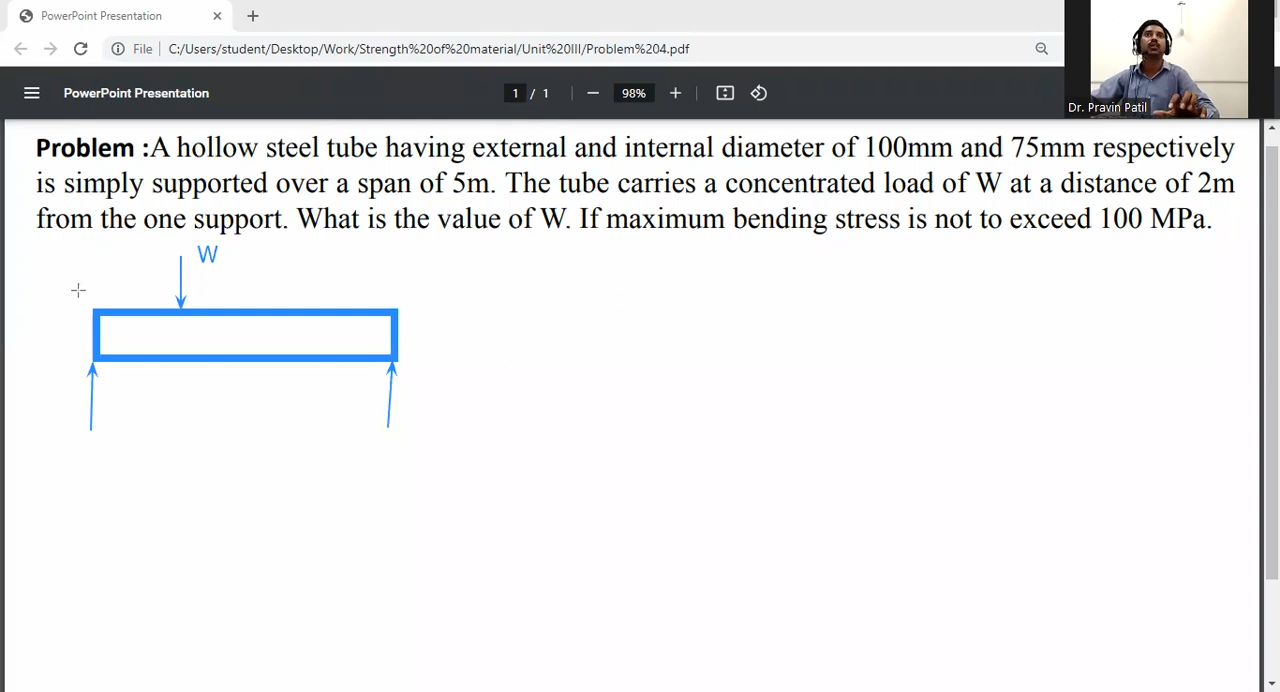 PowerPoint Presentation
File
C:/Users/student/Desktop/Work/Strength%20of%20material/Unit%20III/Problem%204.pdf
PowerPoint Presentation
1 / 1
98%
Dr. Pravin Patil
Problem :A hollow steel tube having external and internal diameter of 100mm and 75mm respectively
is simply supported over a span of 5m. The tube carries a concentrated load of W at a distance of 2m
from the one support. What is the value of W. If maximum bending stress is not to exceed 100 MPa.
W